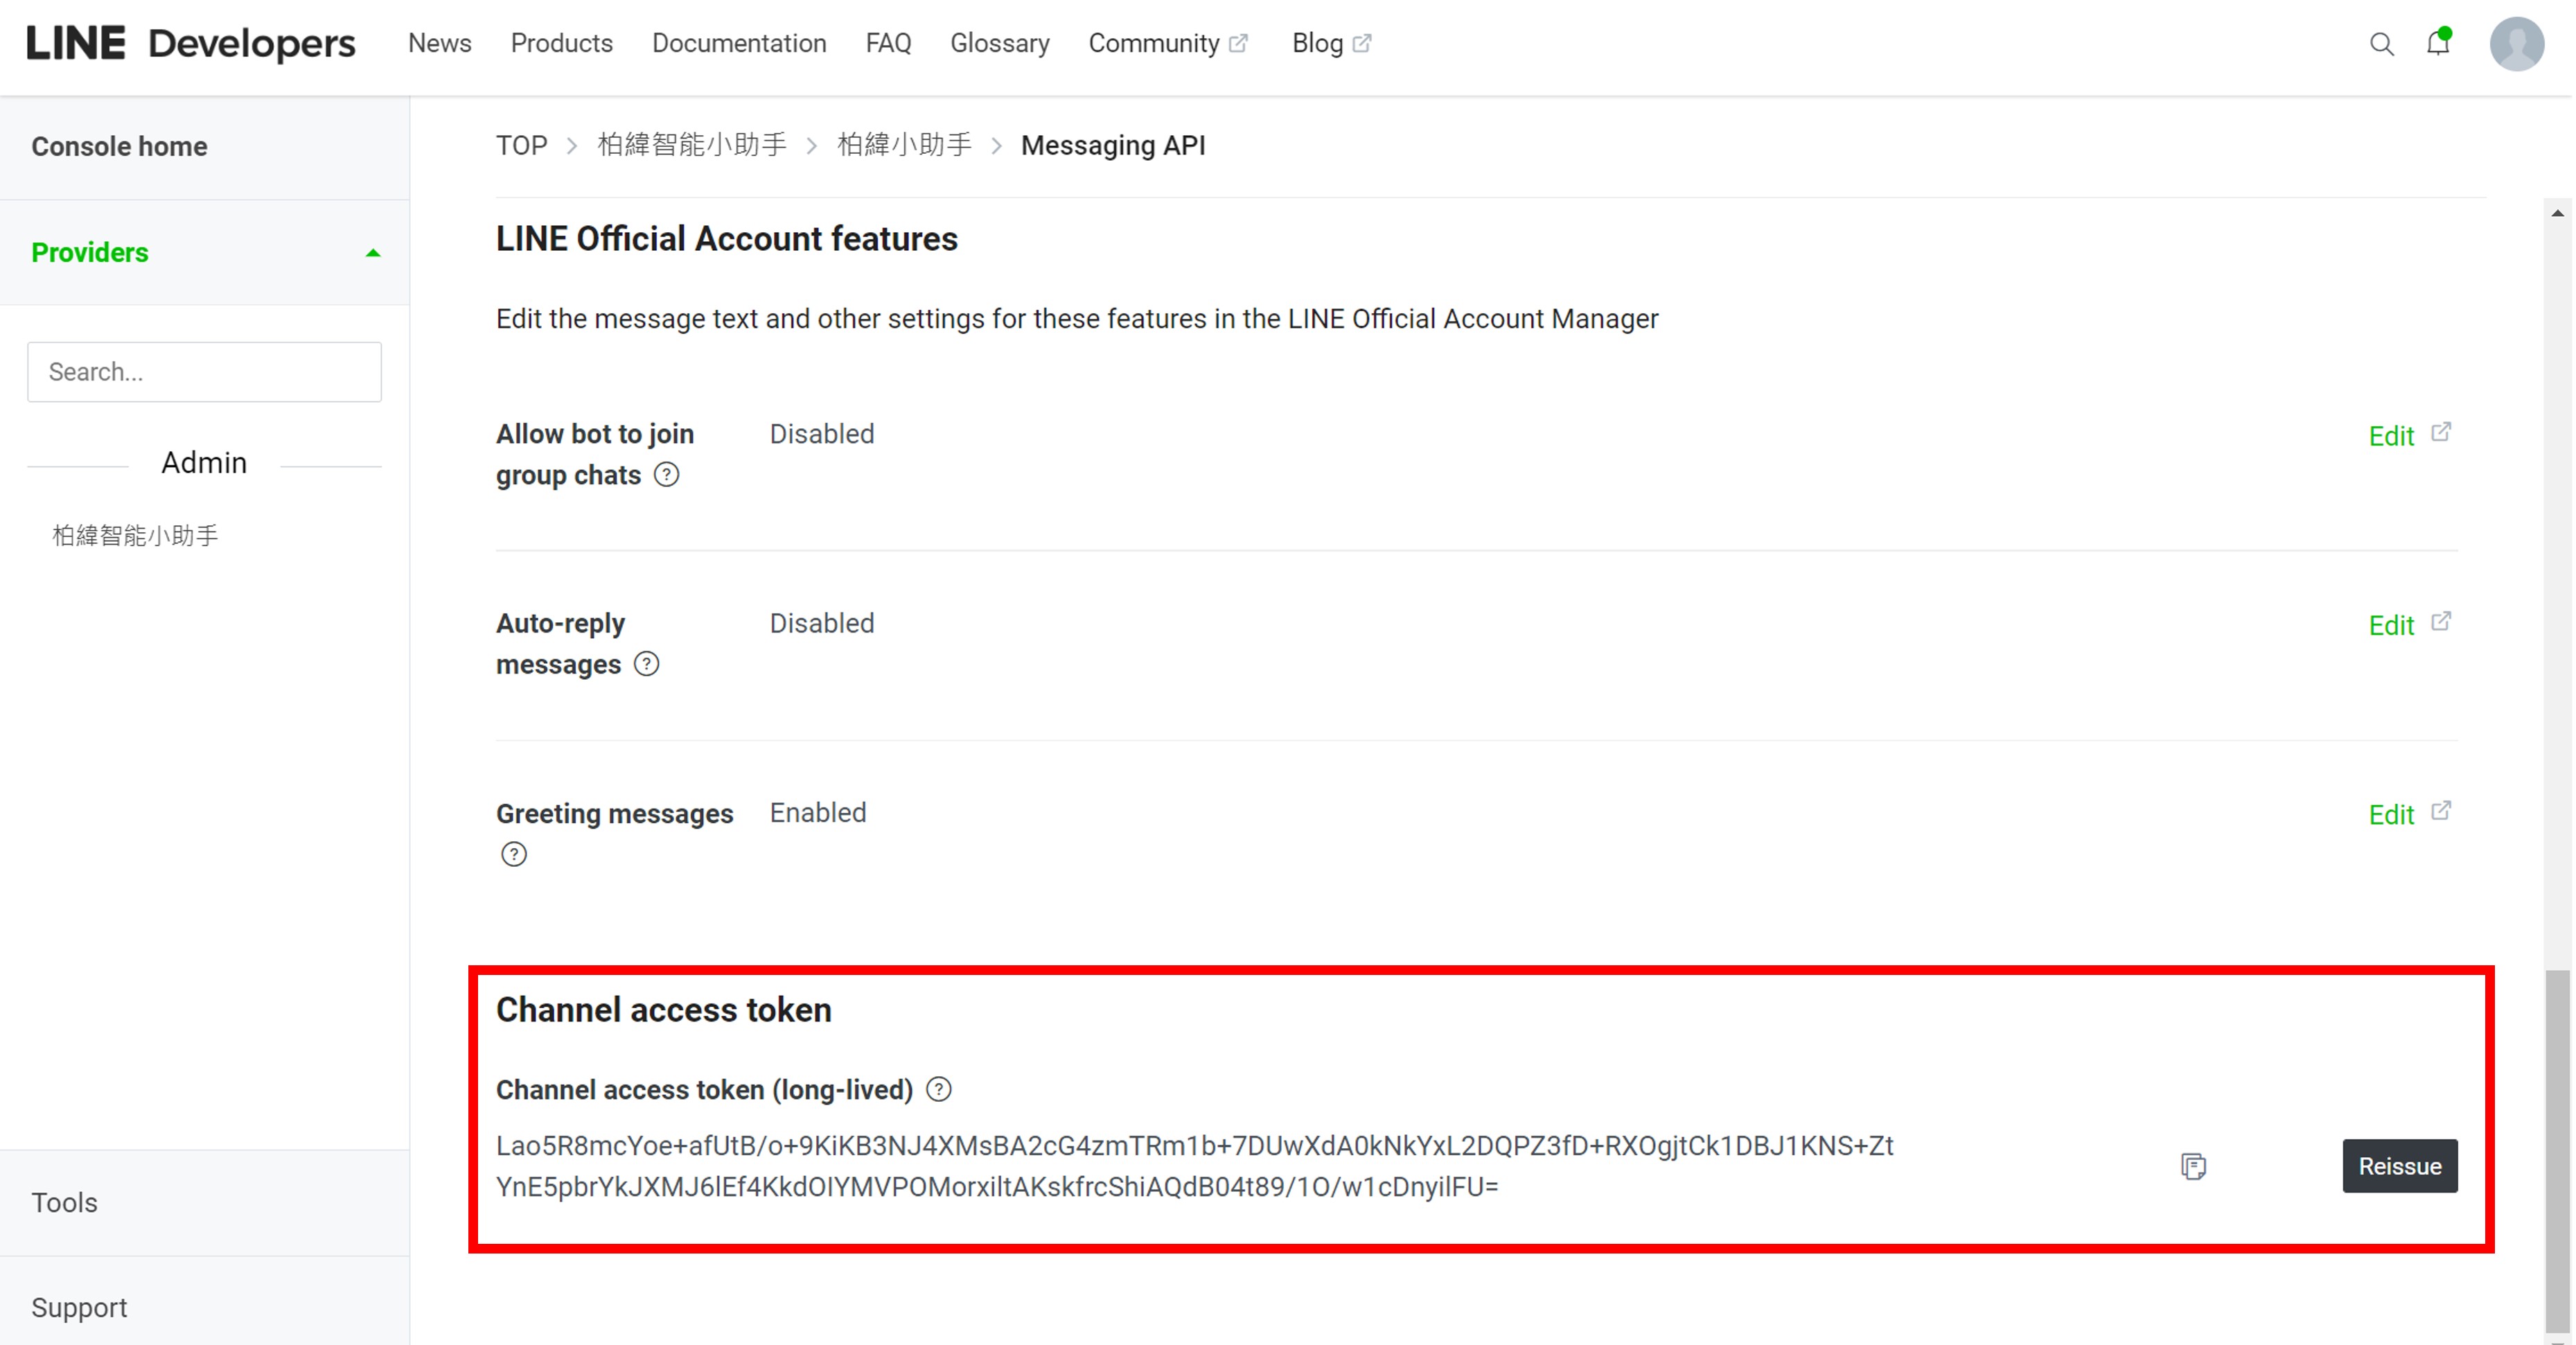 LINE Developers News Products Documentation FAQ Glossary Community Blog
Console home
Providers
Search...
Admin
柏緯智能小助手
Tools
Support
TOP > 柏緯智能小助手 > 柏緯小助手 > Messaging API
LINE Official Account features
Edit the message text and other settings for these features in the LINE Official Account Manager
Allow bot to join Disabled Edit
group chats ?
Auto-reply Disabled Edit
messages ?
Greeting messages Enabled Edit
?
Channel access token
Channel access token (long-lived) ?
Lao5R8mcYoe+afUtB/o+9KiKB3NJ4XMsBA2cG4zmTRm1b+7DUwXdA0kNkYxL2DQPZ3fD+RXOgjtCk1DBJ1KNS+Zt
YnE5pbrYkJXMJ6lEf4KkdOIYMVPOMorxiltAKskfrcShiAQdB04t89/1O/w1cDnyilFU=
Reissue